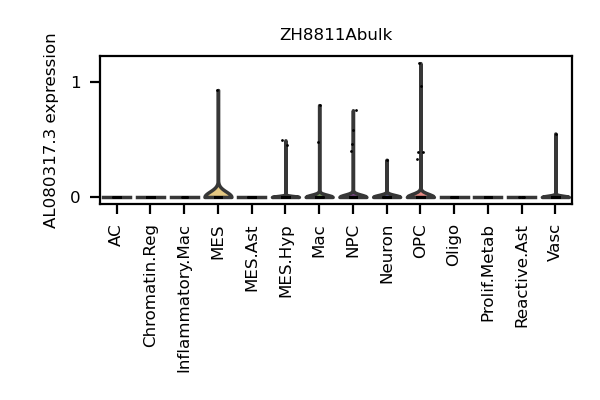 ZH8811Abulk
AL080317.3 expression
1
0
AC
Chromatin.Reg
Inflammatory.Mac
MES
MES.Ast
MES.Hyp
Mac
NPC
Neuron
OPC
Oligo
Prolif.Metab
Reactive.Ast
Vasc